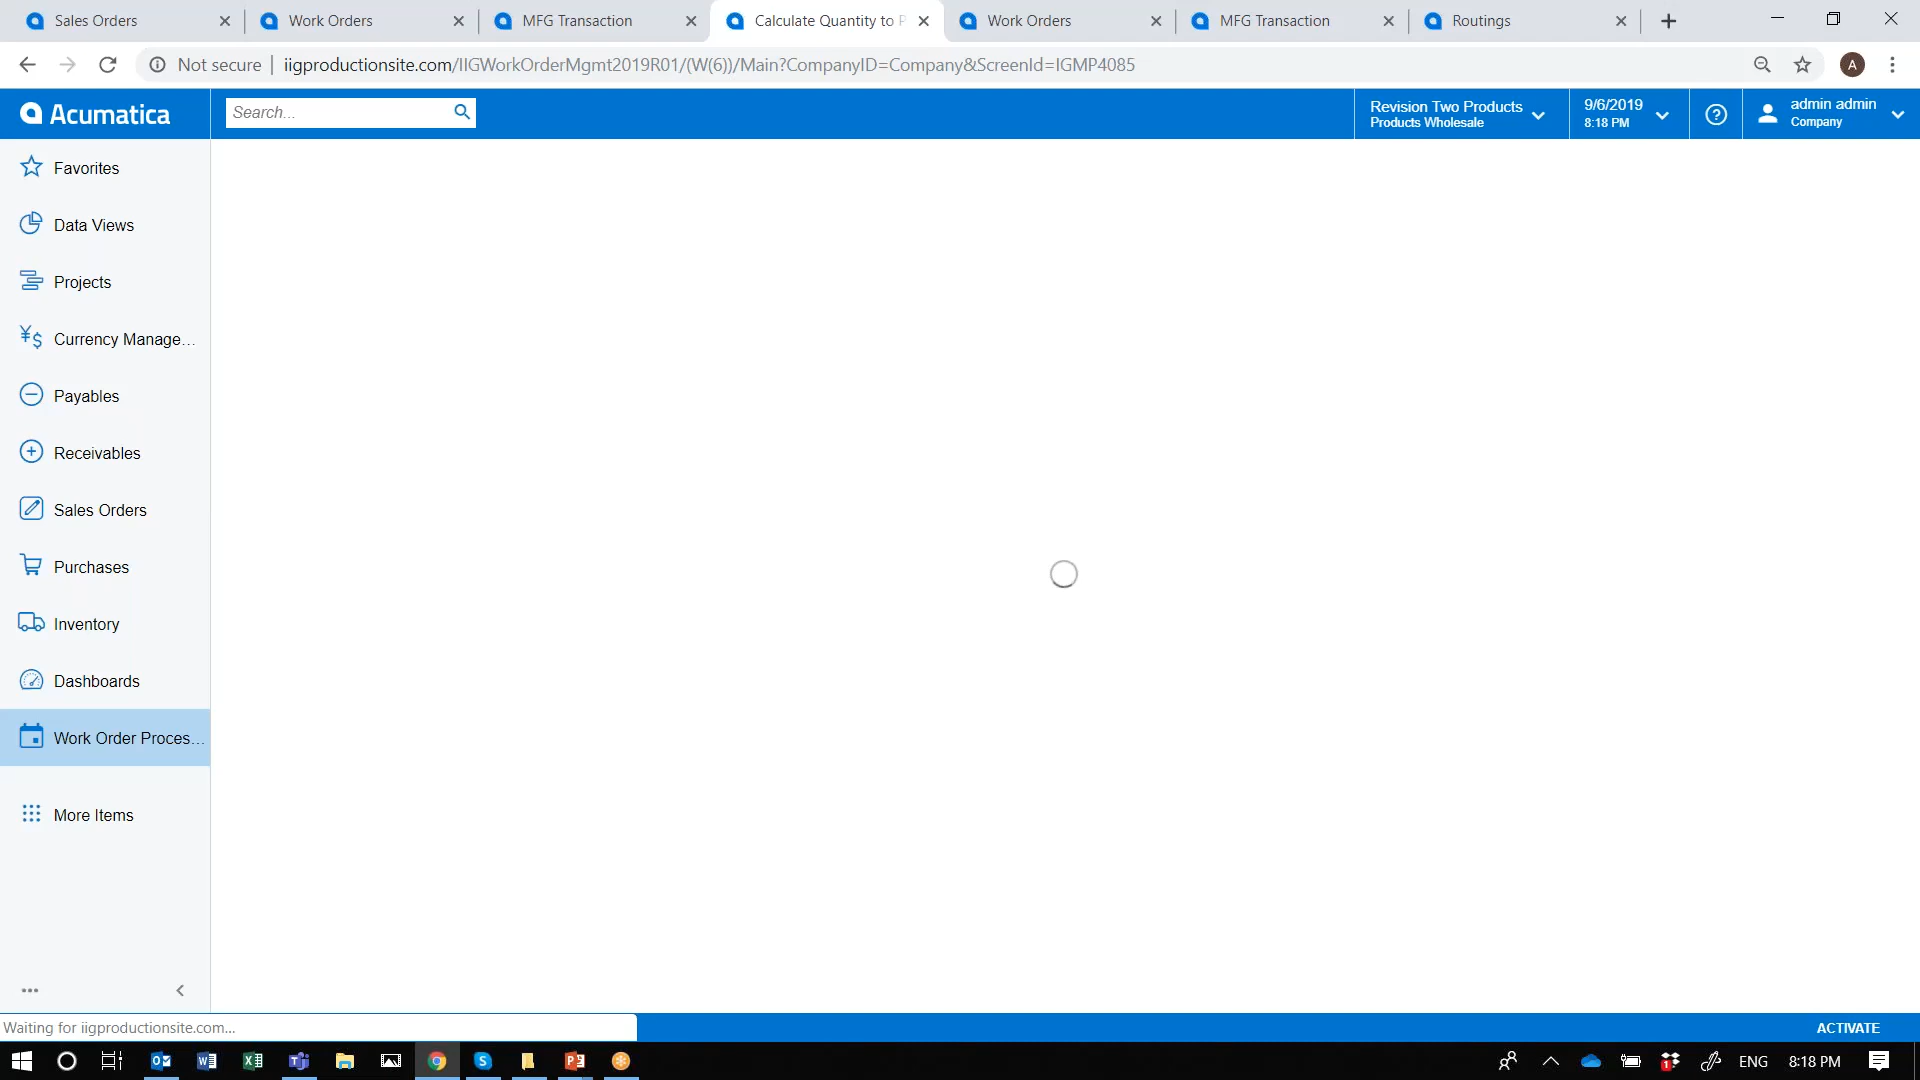 Sales Orders
Work Orders
MFG Transaction
Calculate Quantity to P
Work Orders
MFG Transaction
Routings
Not secure
iigproductionsite.com/IIGWorkOrderMgmt2019R01/(W(6))/Main?CompanyID=Company&ScreenId=IGMP4085
A
Acumatica
Search...
Revision Two Products
Products Wholesale
9/6/2019
8:18 PM
admin admin
Company
Favorites
Data Views
Projects
Currency Manage...
Payables
Receivables
Sales Orders
Purchases
Inventory
Dashboards
Work Order Proces...
More Items
Waiting for iigproductionsite.com...
ACTIVATE
ENG
8:18 PM